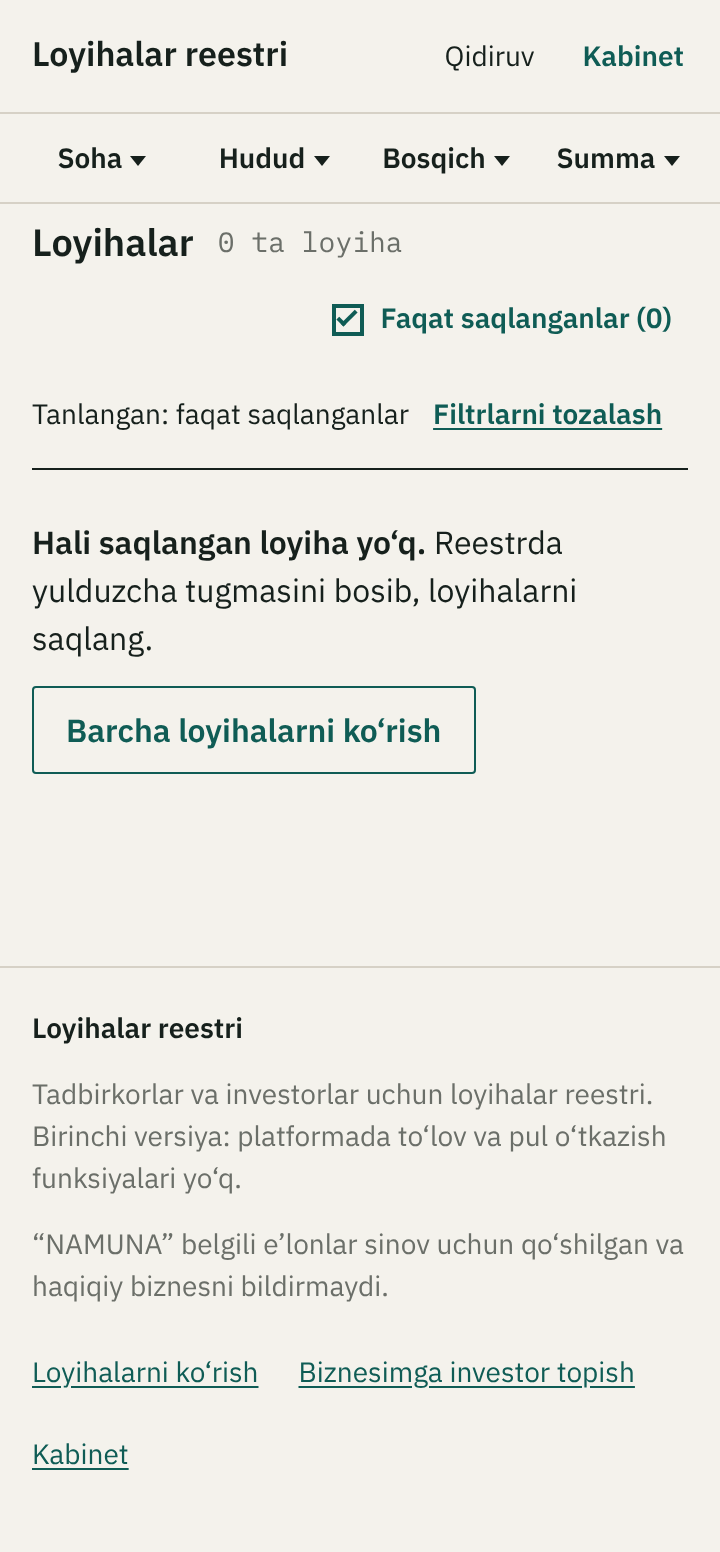 Loyihalar reestri Qidiruv Kabinet
Soha Hudud Bosqich Summa
Loyihalar 0 ta loyiha
Faqat saqlanganlar (0)
Tanlangan: faqat saqlanganlar Filtrlarni tozalash
Hali saqlangan loyiha yo‘q. Reestrda
yulduzcha tugmasini bosib, loyihalarni
saqlang.
Barcha loyihalarni ko‘rish
Loyihalar reestri
Tadbirkorlar va investorlar uchun loyihalar reestri.
Birinchi versiya: platformada to‘lov va pul o‘tkazish
funksiyalari yo‘q.
“NAMUNA” belgili e’lonlar sinov uchun qo‘shilgan va
haqiqiy biznesni bildirmaydi.
Loyihalarni ko‘rish Biznesimga investor topish
Kabinet